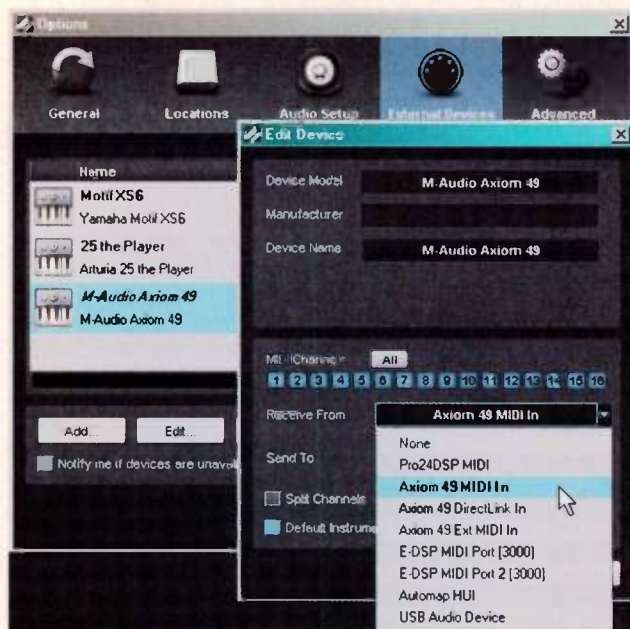 Options
General
Locations
Audio Setup
External Devices
Advanced
Edit Device
Name
Motif XS6
Yamaha Motif XS6
25 the Player
Arturia 25 the Player
M-Audio Axiom 49
M-Audio Axiom 49
Add...
Edit...
Notify me if devices are unavail
Device Model
M-Audio Axiom 49
Manufacturer
Device Name
M-Audio Axiom 49
MIDI Channels
All
1 2 3 4 5 6 7 8 9 10 11 12 13 14 15 16
Receive From
Axiom 49 MIDI In
Send To
Split Channels
Default Instrume
None
Pro24DSP MIDI
Axiom 49 MIDI In
Axiom 49 DirectLink In
Axiom 49 Ext MIDI In
E-DSP MIDI Port [3000]
E-DSP MIDI Port 2 [3000]
Automap HUI
USB Audio Device